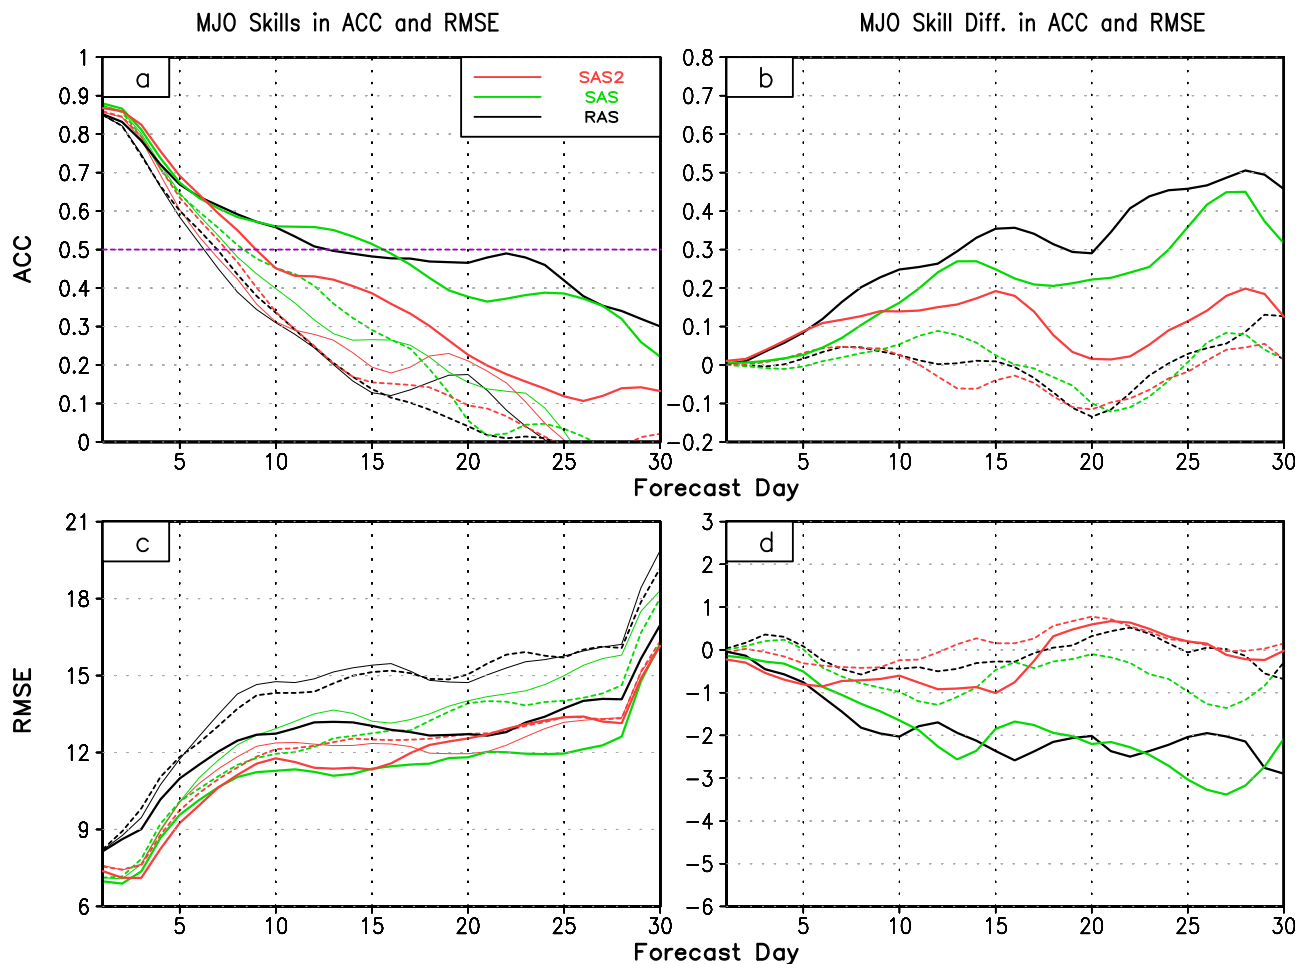 MJO Skills in ACC and RMSE
MJO Skill Diff. in ACC and RMSE
a
SAS2
SAS
RAS
1
0.9
0.8
0.7
0.6
0.5
0.4
0.3
0.2
0.1
0
ACC
5 10 15 20 25 30
Forecast Day
b
0.8
0.7
0.6
0.5
0.4
0.3
0.2
0.1
0
-0.1
-0.2
5 10 15 20 25 30
c
21
18
15
12
9
6
RMSE
5 10 15 20 25 30
Forecast Day
d
3
2
1
0
-1
-2
-3
-4
-5
-6
5 10 15 20 25 30